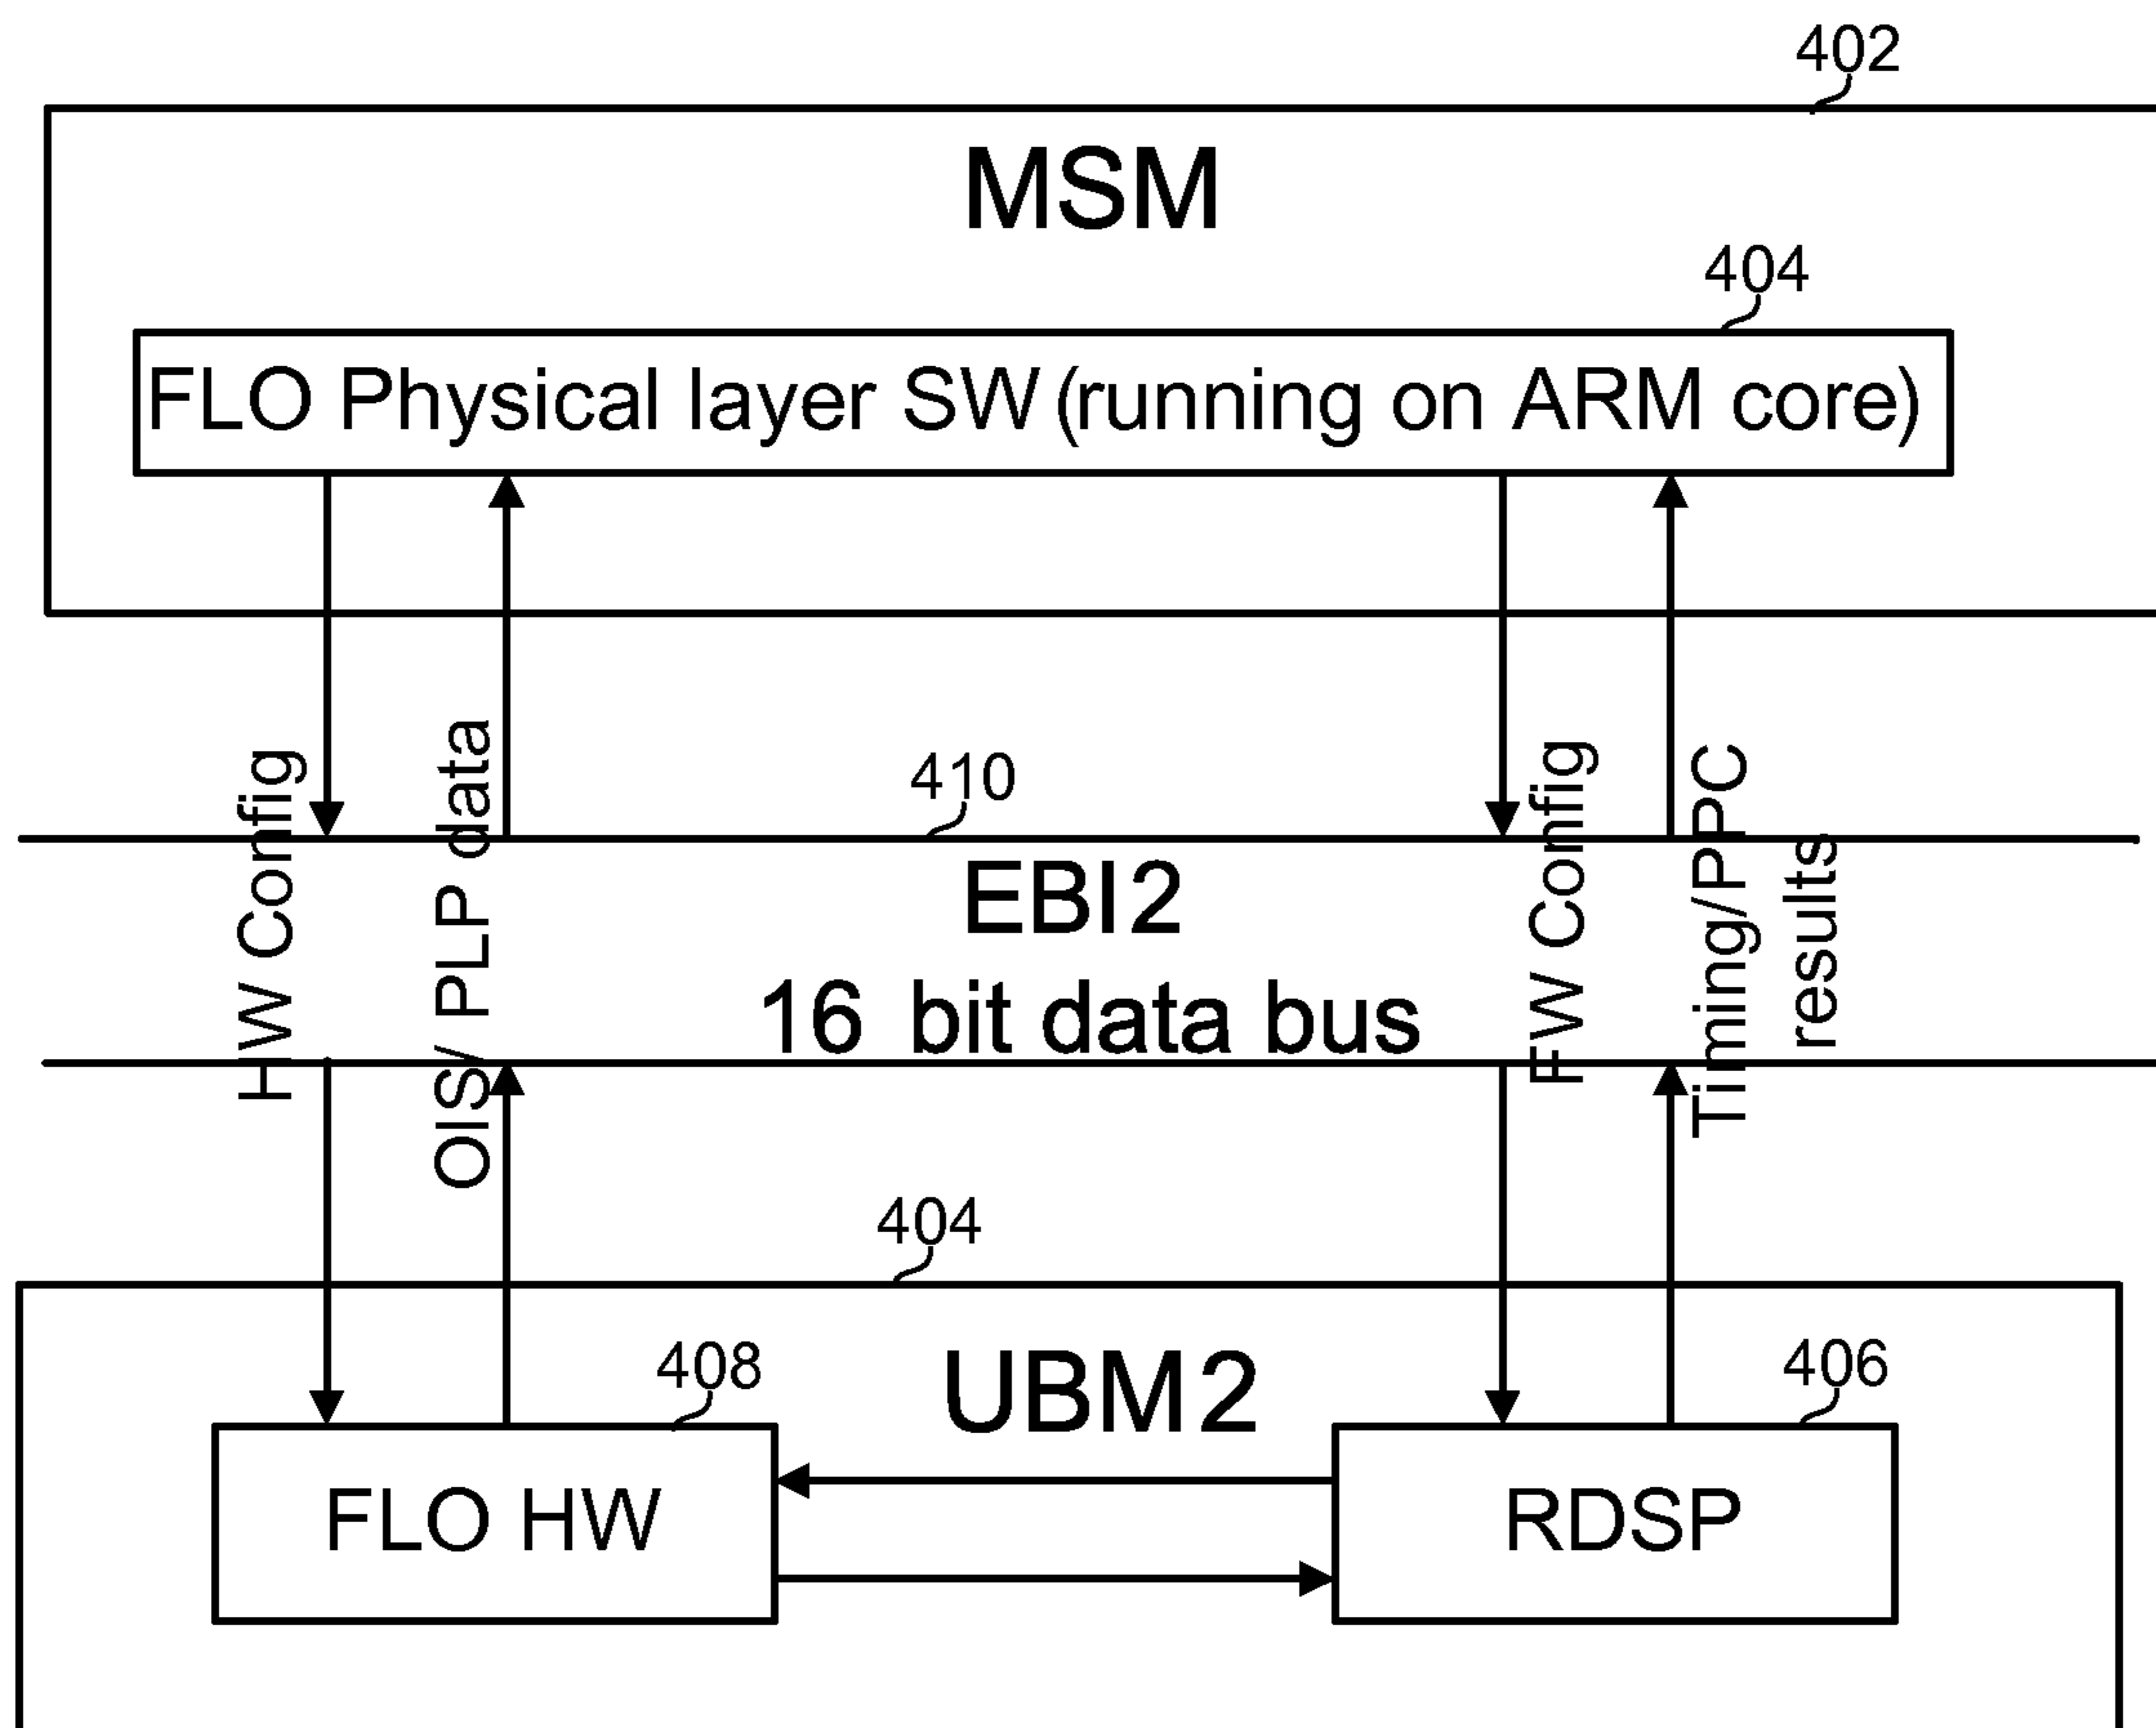 402
MSM
404
FLO Physical layer SW (running on ARM core)
HW Config
OIS/ PLP data
410
EBI2
16 bit data bus
FW Config
Timing/PPC
results
404
UBM2
408
406
FLO HW
RDSP